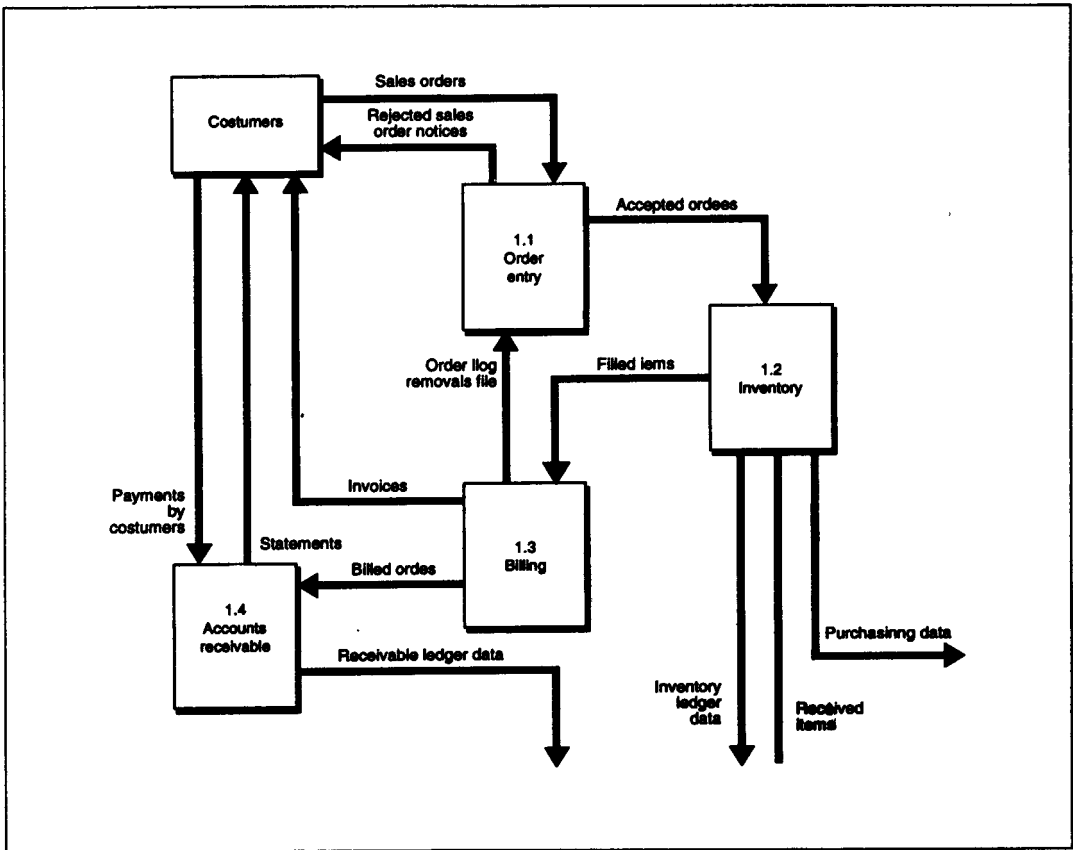 Sales orders
Costumers
Rejected sales
order notices
Accepted ordees
1.1
Order
entry
Order llog
removals file
Filled iems
1.2
Inventory
Invoices
Payments
by
costumers
Statements
1.3
Billing
Billed ordes
1.4
Accounts
receivable
Receivable ledger data
Purchasinng data
Inventory
ledger
data
Received
items